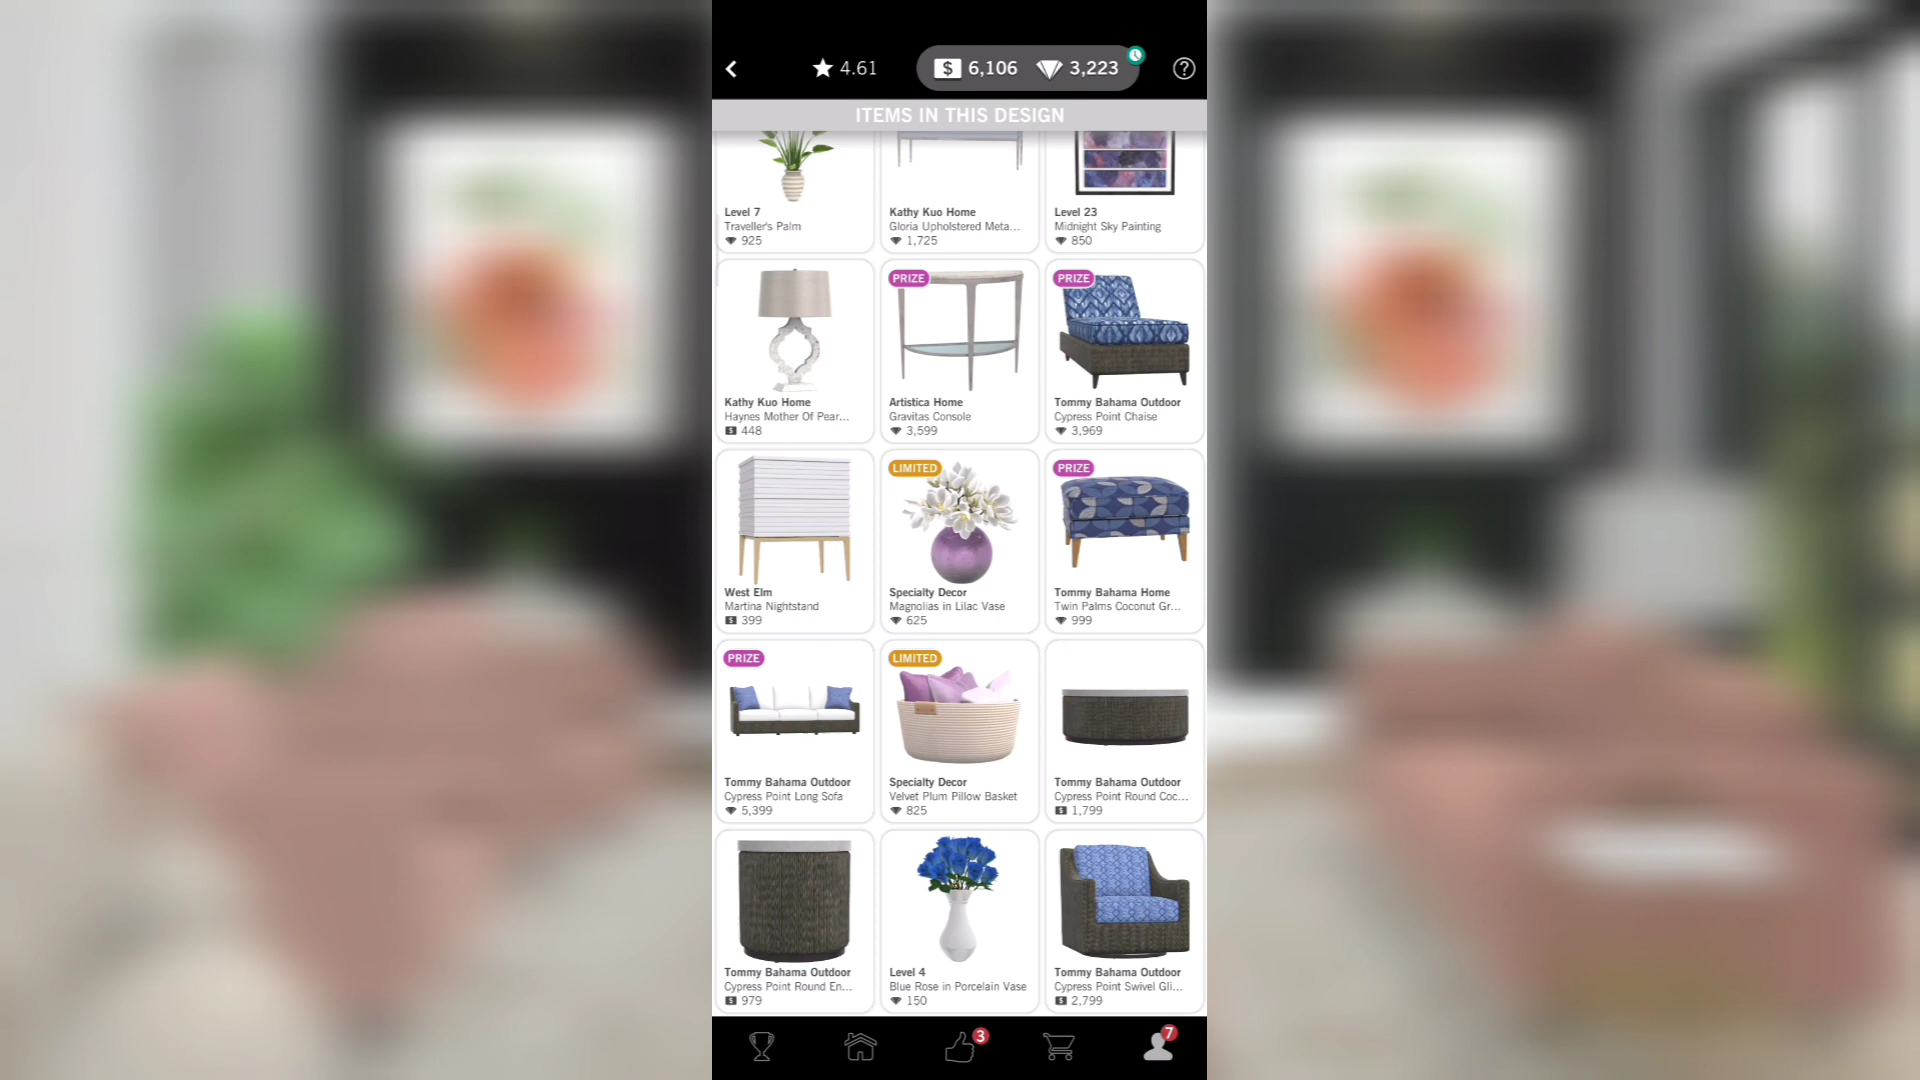 4.61
$ 6,106
3,223
?
ITEMS IN THIS DESIGN
Level 7
Traveller's Palm
925
Kathy Kuo Home
Gloria Upholstered Meta...
1,725
Level 23
Midnight Sky Painting
850
Kathy Kuo Home
Haynes Mother Of Pear...
$ 448
PRIZE
Artistica Home
Gravitas Console
3,599
PRIZE
Tommy Bahama Outdoor
Cypress Point Chaise
3,969
West Elm
Martina Nightstand
$ 399
LIMITED
Specialty Decor
Magnolias in Lilac Vase
625
PRIZE
Tommy Bahama Home
Twin Palms Coconut Gr...
999
PRIZE
Tommy Bahama Outdoor
Cypress Point Long Sofa
5,399
LIMITED
Specialty Decor
Velvet Plum Pillow Basket
825
Tommy Bahama Outdoor
Cypress Point Round Coc...
$ 1,799
Tommy Bahama Outdoor
Cypress Point Round En...
$ 979
Level 4
Blue Rose in Porcelain Vase
150
Tommy Bahama Outdoor
Cypress Point Swivel Gli...
$ 2,799
3
7